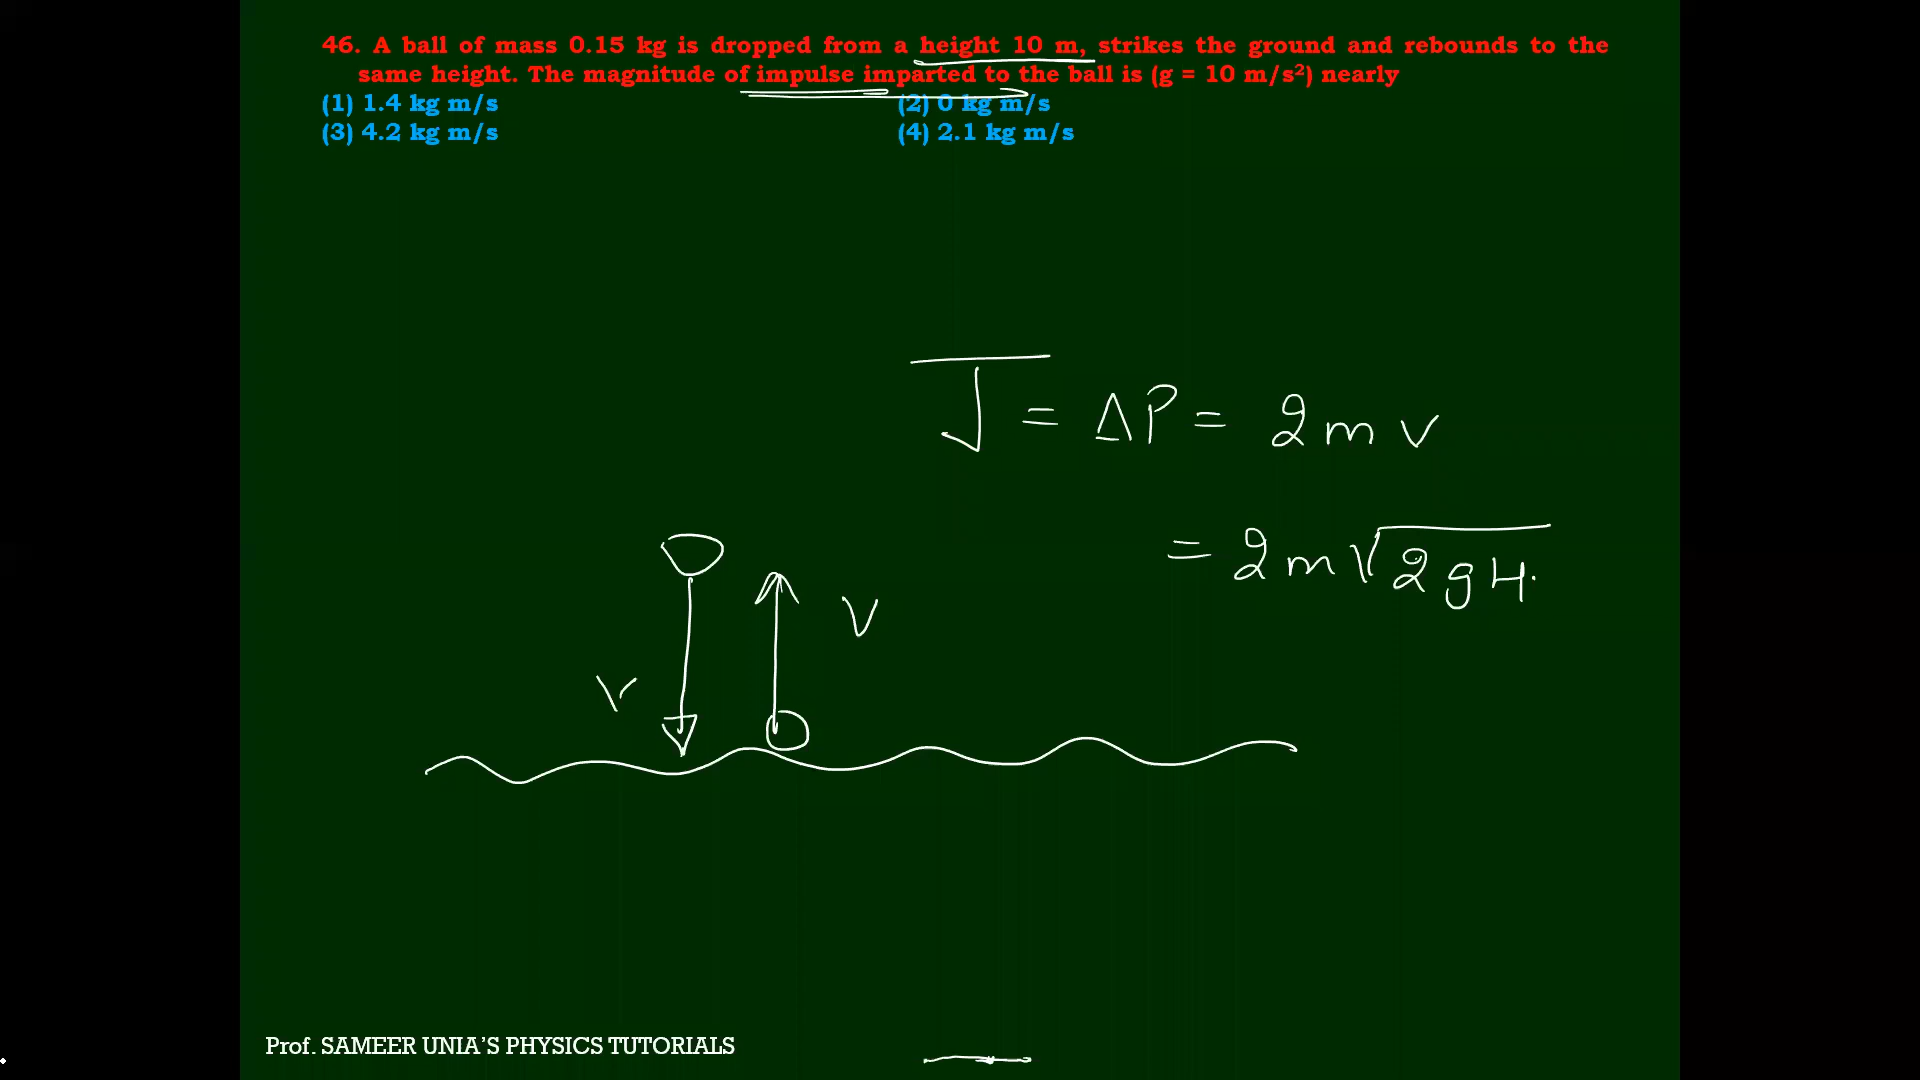 46. A ball of mass 0.15 kg is dropped from a height 10 m, strikes the ground and rebounds to the
same height. The magnitude of impulse imparted to the ball is (g = 10 m/s²) nearly
(1) 1.4 kg m/s (2) 0 kg m/s
(3) 4.2 kg m/s (4) 2.1 kg m/s
J = ΔP = 2mv
= 2m√2gH.
V
V
Prof. SAMEER UNIA'S PHYSICS TUTORIALS